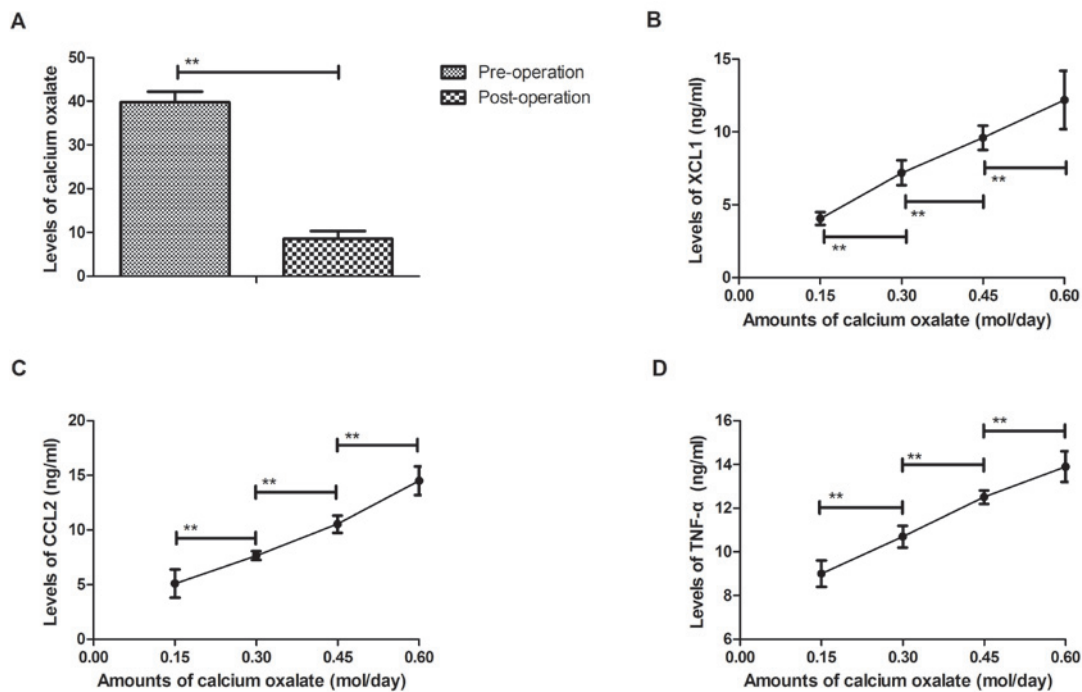 A
Levels of calcium oxalate
50
40
30
20
10
0
**
Pre-operation
Post-operation
B
Levels of XCL1 (ng/ml)
15
10
5
0
**
**
**
0.00 0.15 0.30 0.45 0.60
Amounts of calcium oxalate (mol/day)
C
Levels of CCL2 (ng/ml)
20
15
10
5
0
**
**
**
0.00 0.15 0.30 0.45 0.60
Amounts of calcium oxalate (mol/day)
D
Levels of TNF-α (ng/ml)
16
14
12
10
8
6
**
**
**
0.00 0.15 0.30 0.45 0.60
Amounts of calcium oxalate (mol/day)